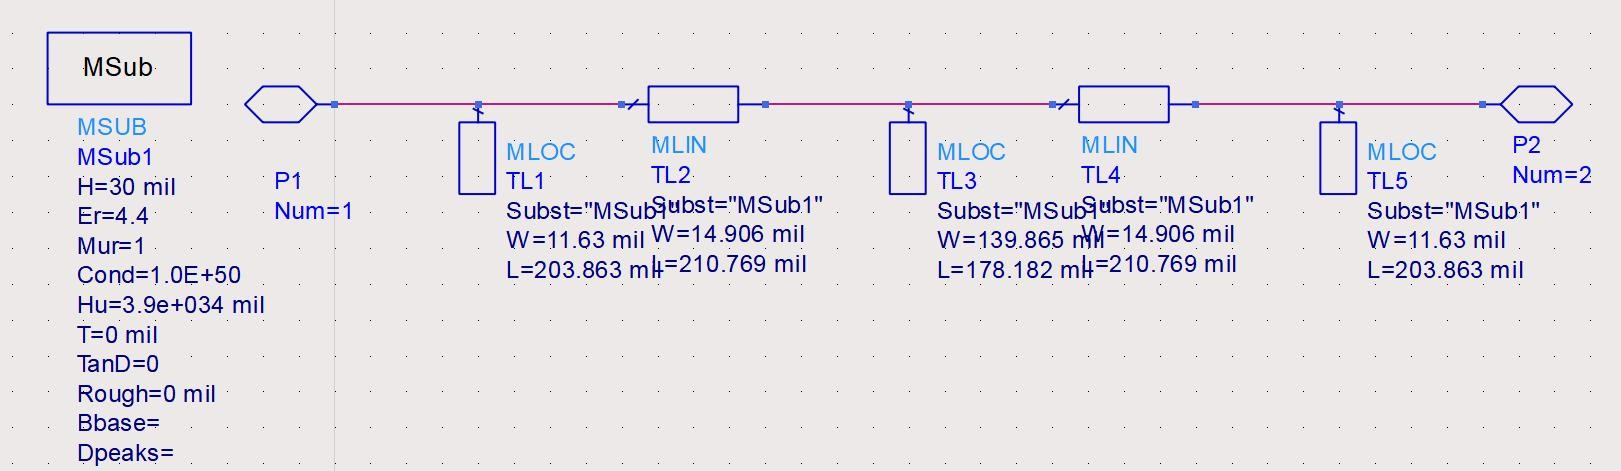 MSub
MSUB
MSub1
H=30 mil
Er=4.4
Mur=1
Cond=1.0E+50
Hu=3.9e+034 mil
T=0 mil
TanD=0
Rough=0 mil
Bbase=
Dpeaks=
P1
Num=1
MLOC
TL1
Subst="MSub1"
W=11.63 mil
L=203.863 mil
MLIN
TL2
Subst="MSub1"
W=14.906 mil
L=210.769 mil
MLOC
TL3
Subst="MSub1"
W=139.865 mil
L=178.182 mil
MLIN
TL4
Subst="MSub1"
W=14.906 mil
L=210.769 mil
MLOC
TL5
Subst="MSub1"
W=11.63 mil
L=203.863 mil
P2
Num=2